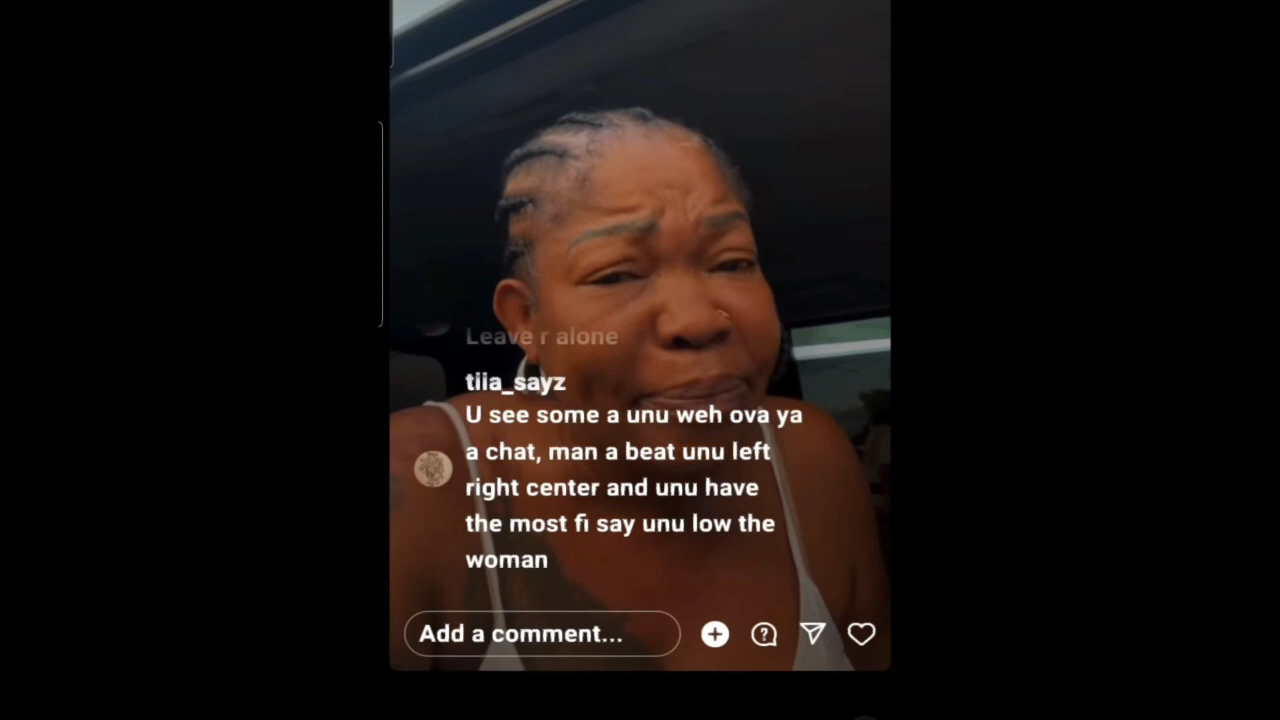 Leave r alone
tiia_sayz
U see some a unu weh ova ya
a chat, man a beat unu left
right center and unu have
the most fi say unu low the
woman
Add a comment...